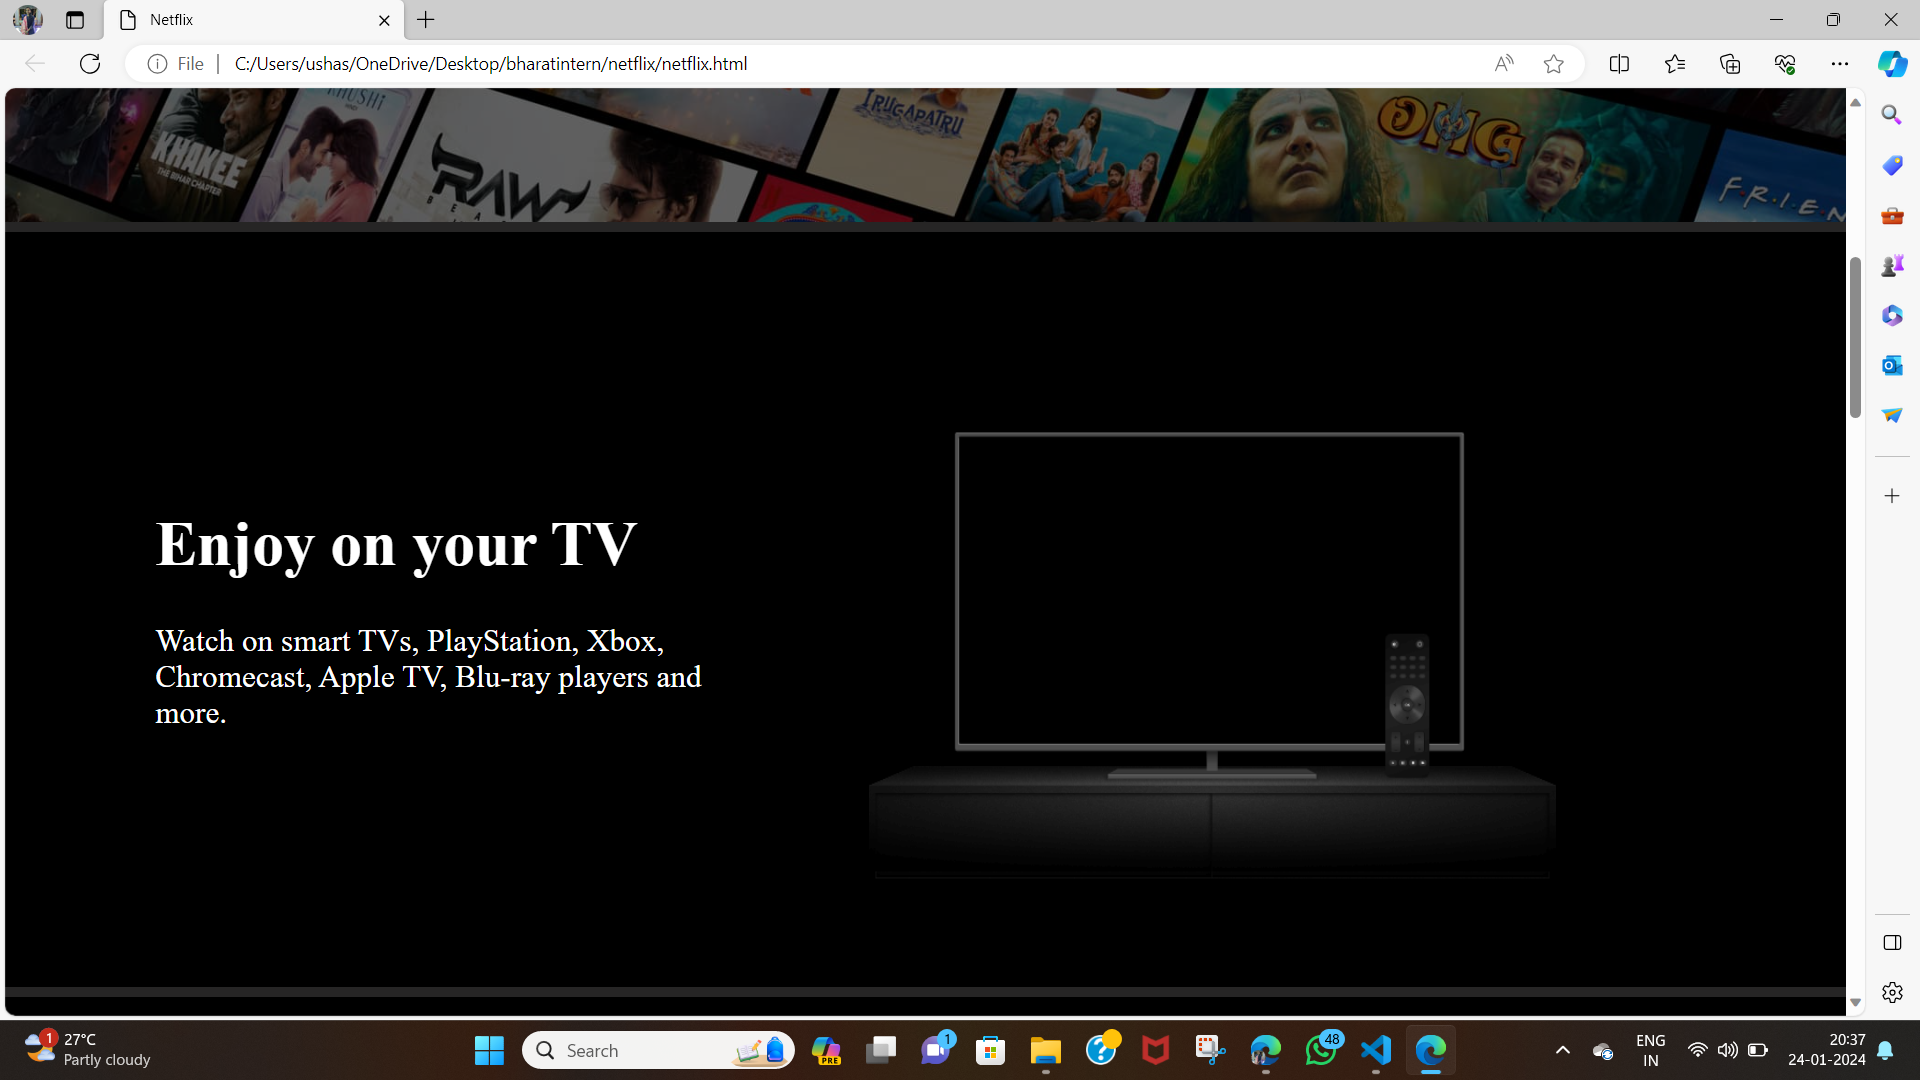 Netflix
File
C:/Users/ushas/OneDrive/Desktop/bharatintern/netflix/netflix.html
KHUSHi
KHAKEE
THE BIHAR CHAPTER
RAW
IRUGAPATRU
OMG
F·R·I·E·N
Enjoy on your TV
Watch on smart TVs, PlayStation, Xbox,
Chromecast, Apple TV, Blu-ray players and
more.
1
27°C
Partly cloudy
Search
PRE
1
48
ENG
IN
20:37
24-01-2024